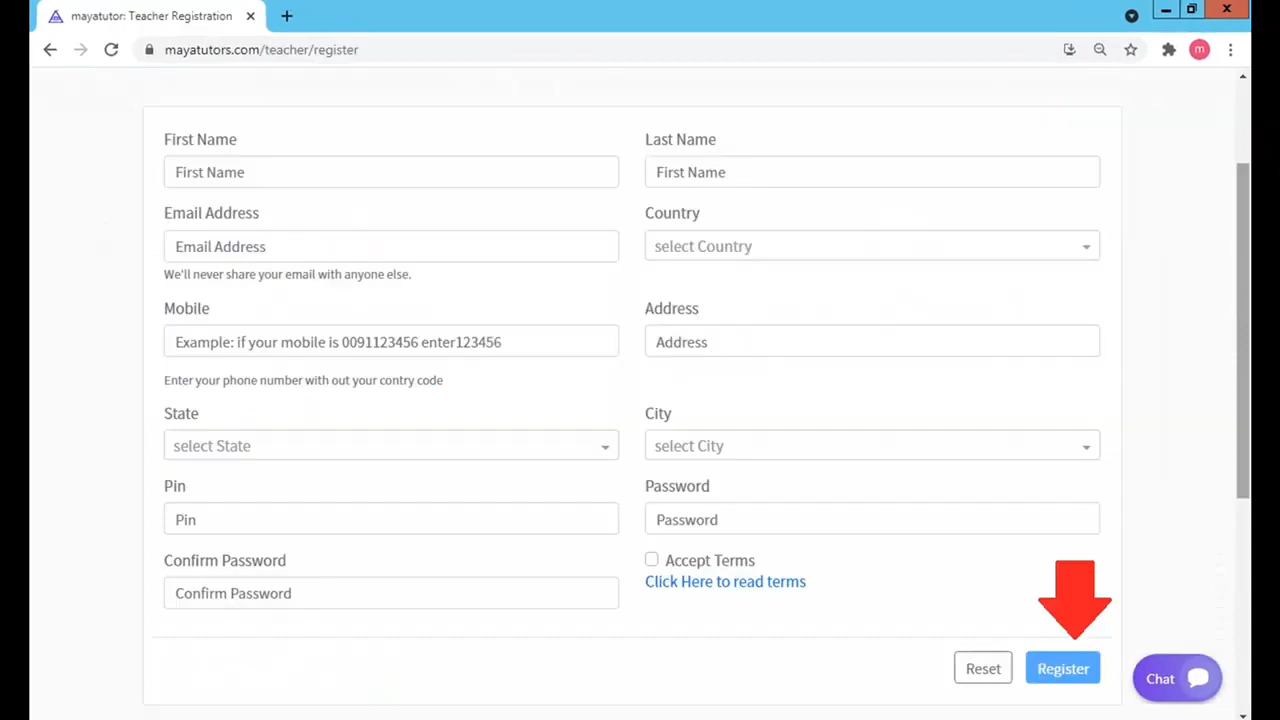 mayatutor: Teacher Registration
mayatutors.com/teacher/register
m
First Name
Last Name
First Name
First Name
Email Address
Country
Email Address
select Country
We'll never share your email with anyone else.
Mobile
Address
Example: if your mobile is 0091123456 enter123456
Address
Enter your phone number with out your contry code
State
City
select State
select City
Pin
Password
Pin
Password
Confirm Password
Accept Terms
Click Here to read terms
Confirm Password
Reset
Register
Chat